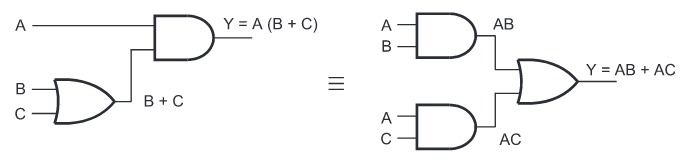 A
Y = A (B + C)
B
C
B + C
≡
A
B
AB
A
C
AC
Y = AB + AC